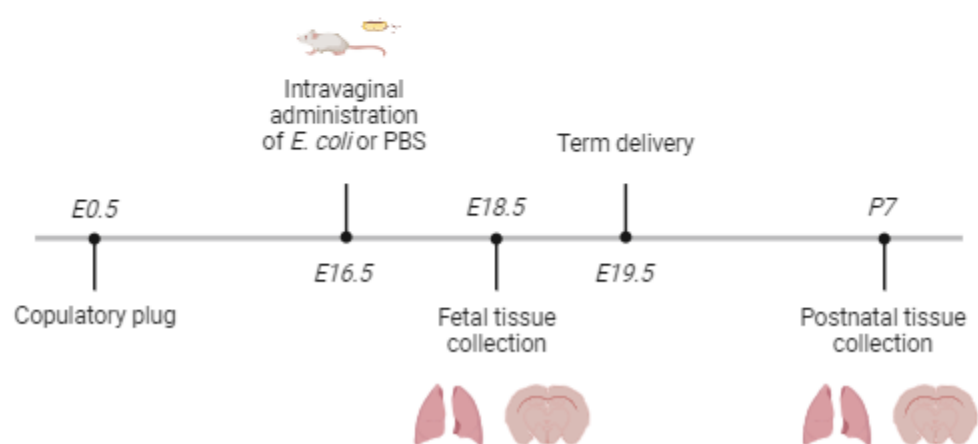 Intravaginal
administration
of E. coli or PBS
Term delivery
E0.5
E18.5
P7
E16.5
E19.5
Copulatory plug
Fetal tissue
collection
Postnatal tissue
collection